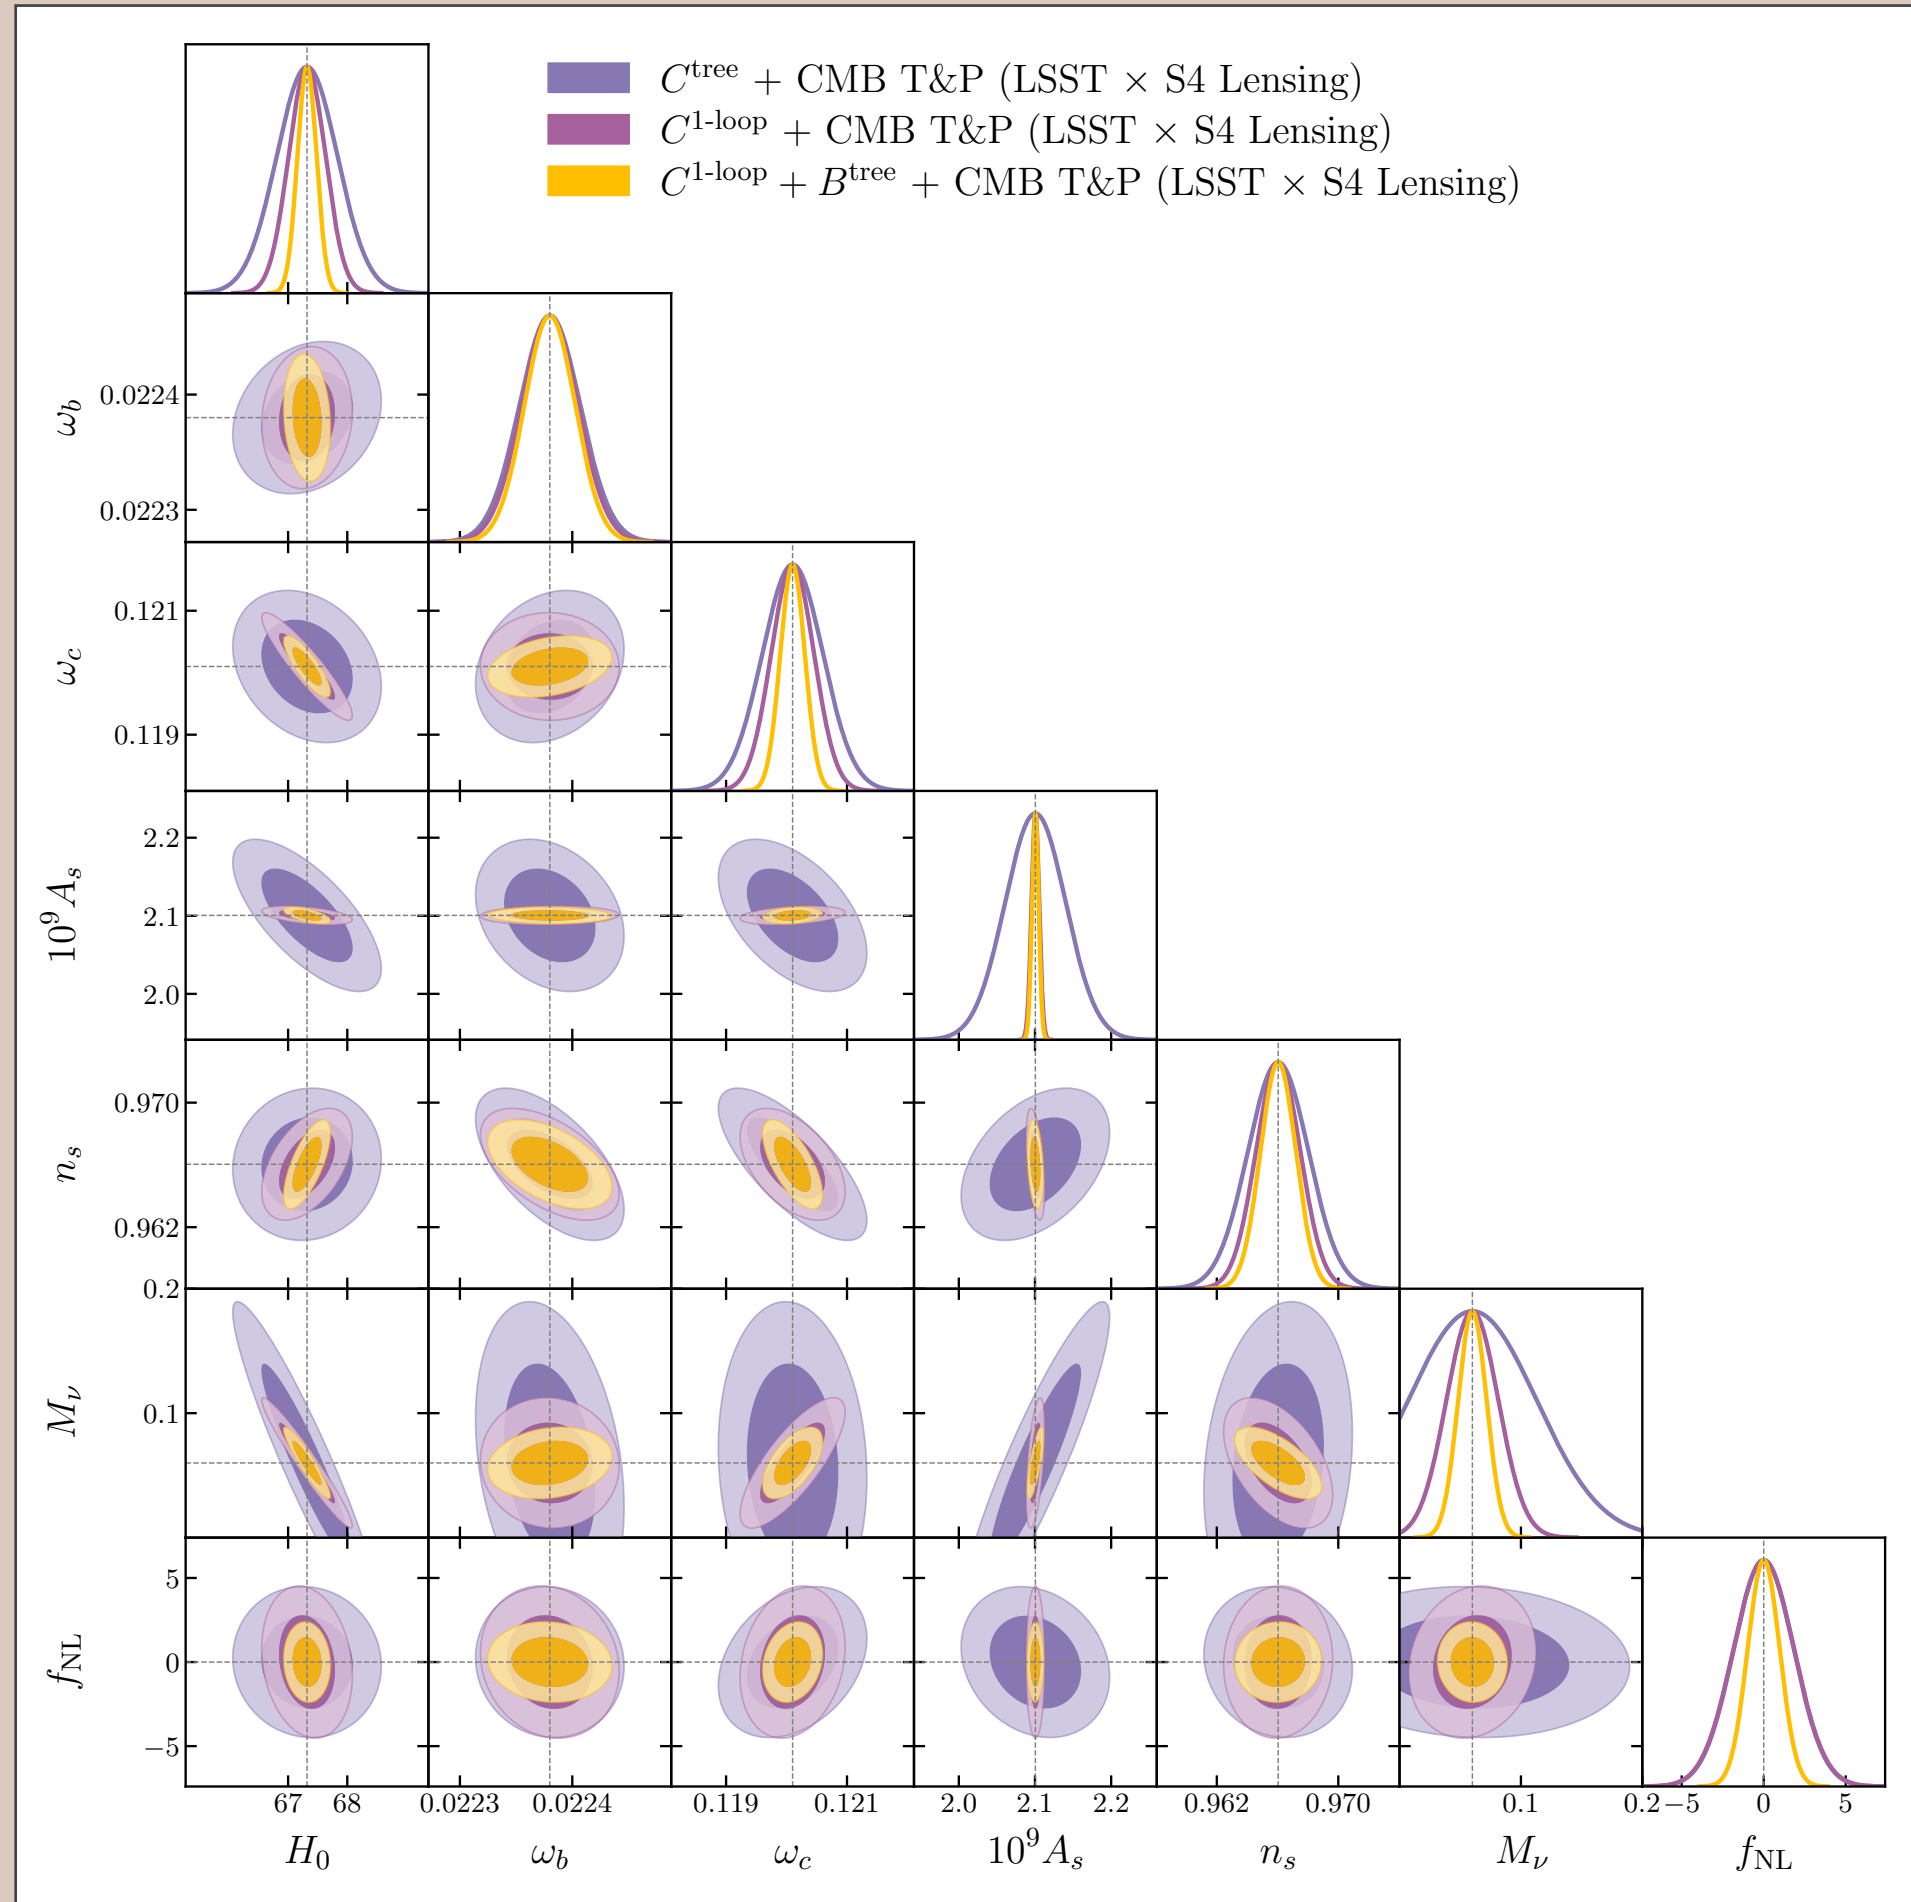 C^tree + CMB T&P (LSST × S4 Lensing)
C^1-loop + CMB T&P (LSST × S4 Lensing)
C^1-loop + B^tree + CMB T&P (LSST × S4 Lensing)
0.0224
ω_b
0.0223
0.121
ω_c
0.119
2.2
10^9 A_s
2.1
2.0
0.970
n_s
0.962
0.2
M_ν
0.1
5
f_NL
0
−5
67 68 0.0223 0.0224 0.119 0.121 2.0 2.1 2.2 0.962 0.970 0.1 0.2 −5 0 5
H_0 ω_b ω_c 10^9 A_s n_s M_ν f_NL